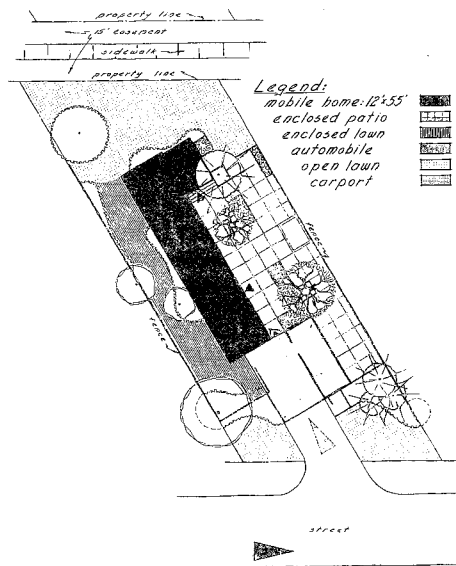 property line
15' easement
sidewalk
property line
Legend:
mobile home: 12'x55'
enclosed patio
enclosed lawn
automobile
open lawn
carport
fence
fence
street